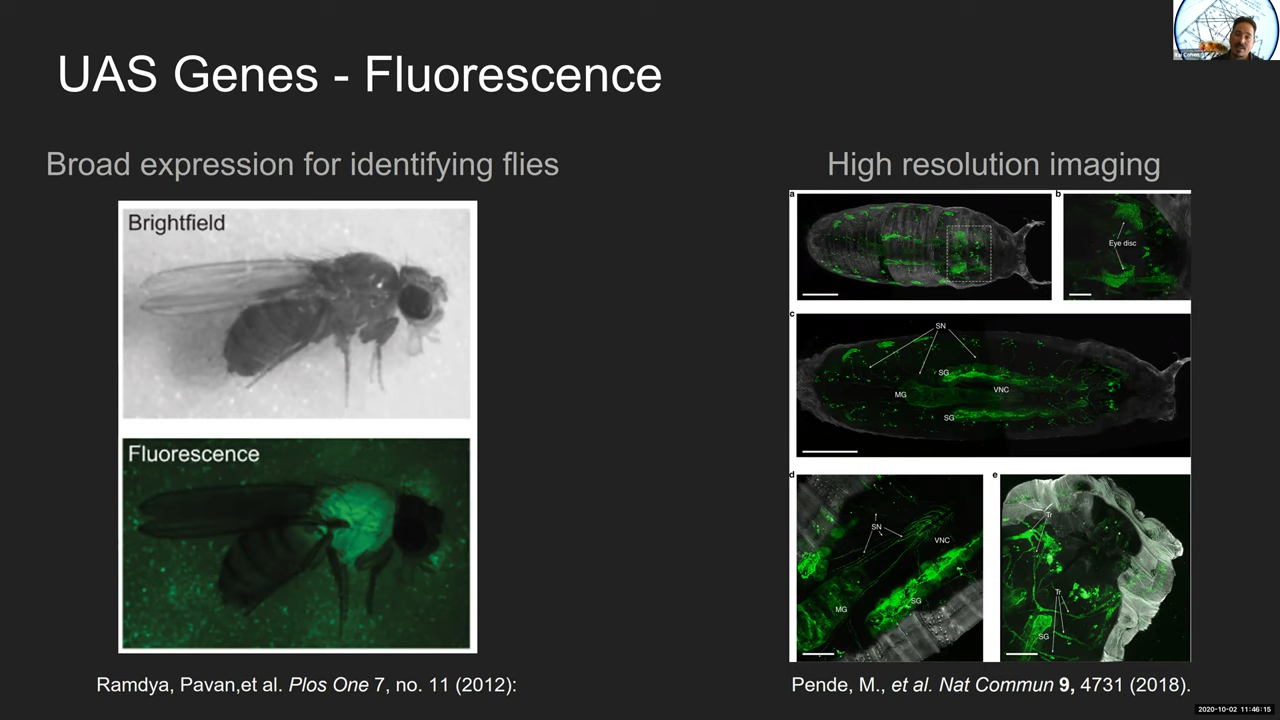 UAS Genes - Fluorescence
Broad expression for identifying flies
High resolution imaging
Brightfield
Fluorescence
a
b
Eye disc
c
SN
SG
MG
VNC
SG
d
SN
VNC
MG
SG
e
Tr
Tr
SG
Ramdya, Pavan,et al. Plos One 7, no. 11 (2012):
Pende, M., et al. Nat Commun 9, 4731 (2018).
2020-10-02 11:46:15